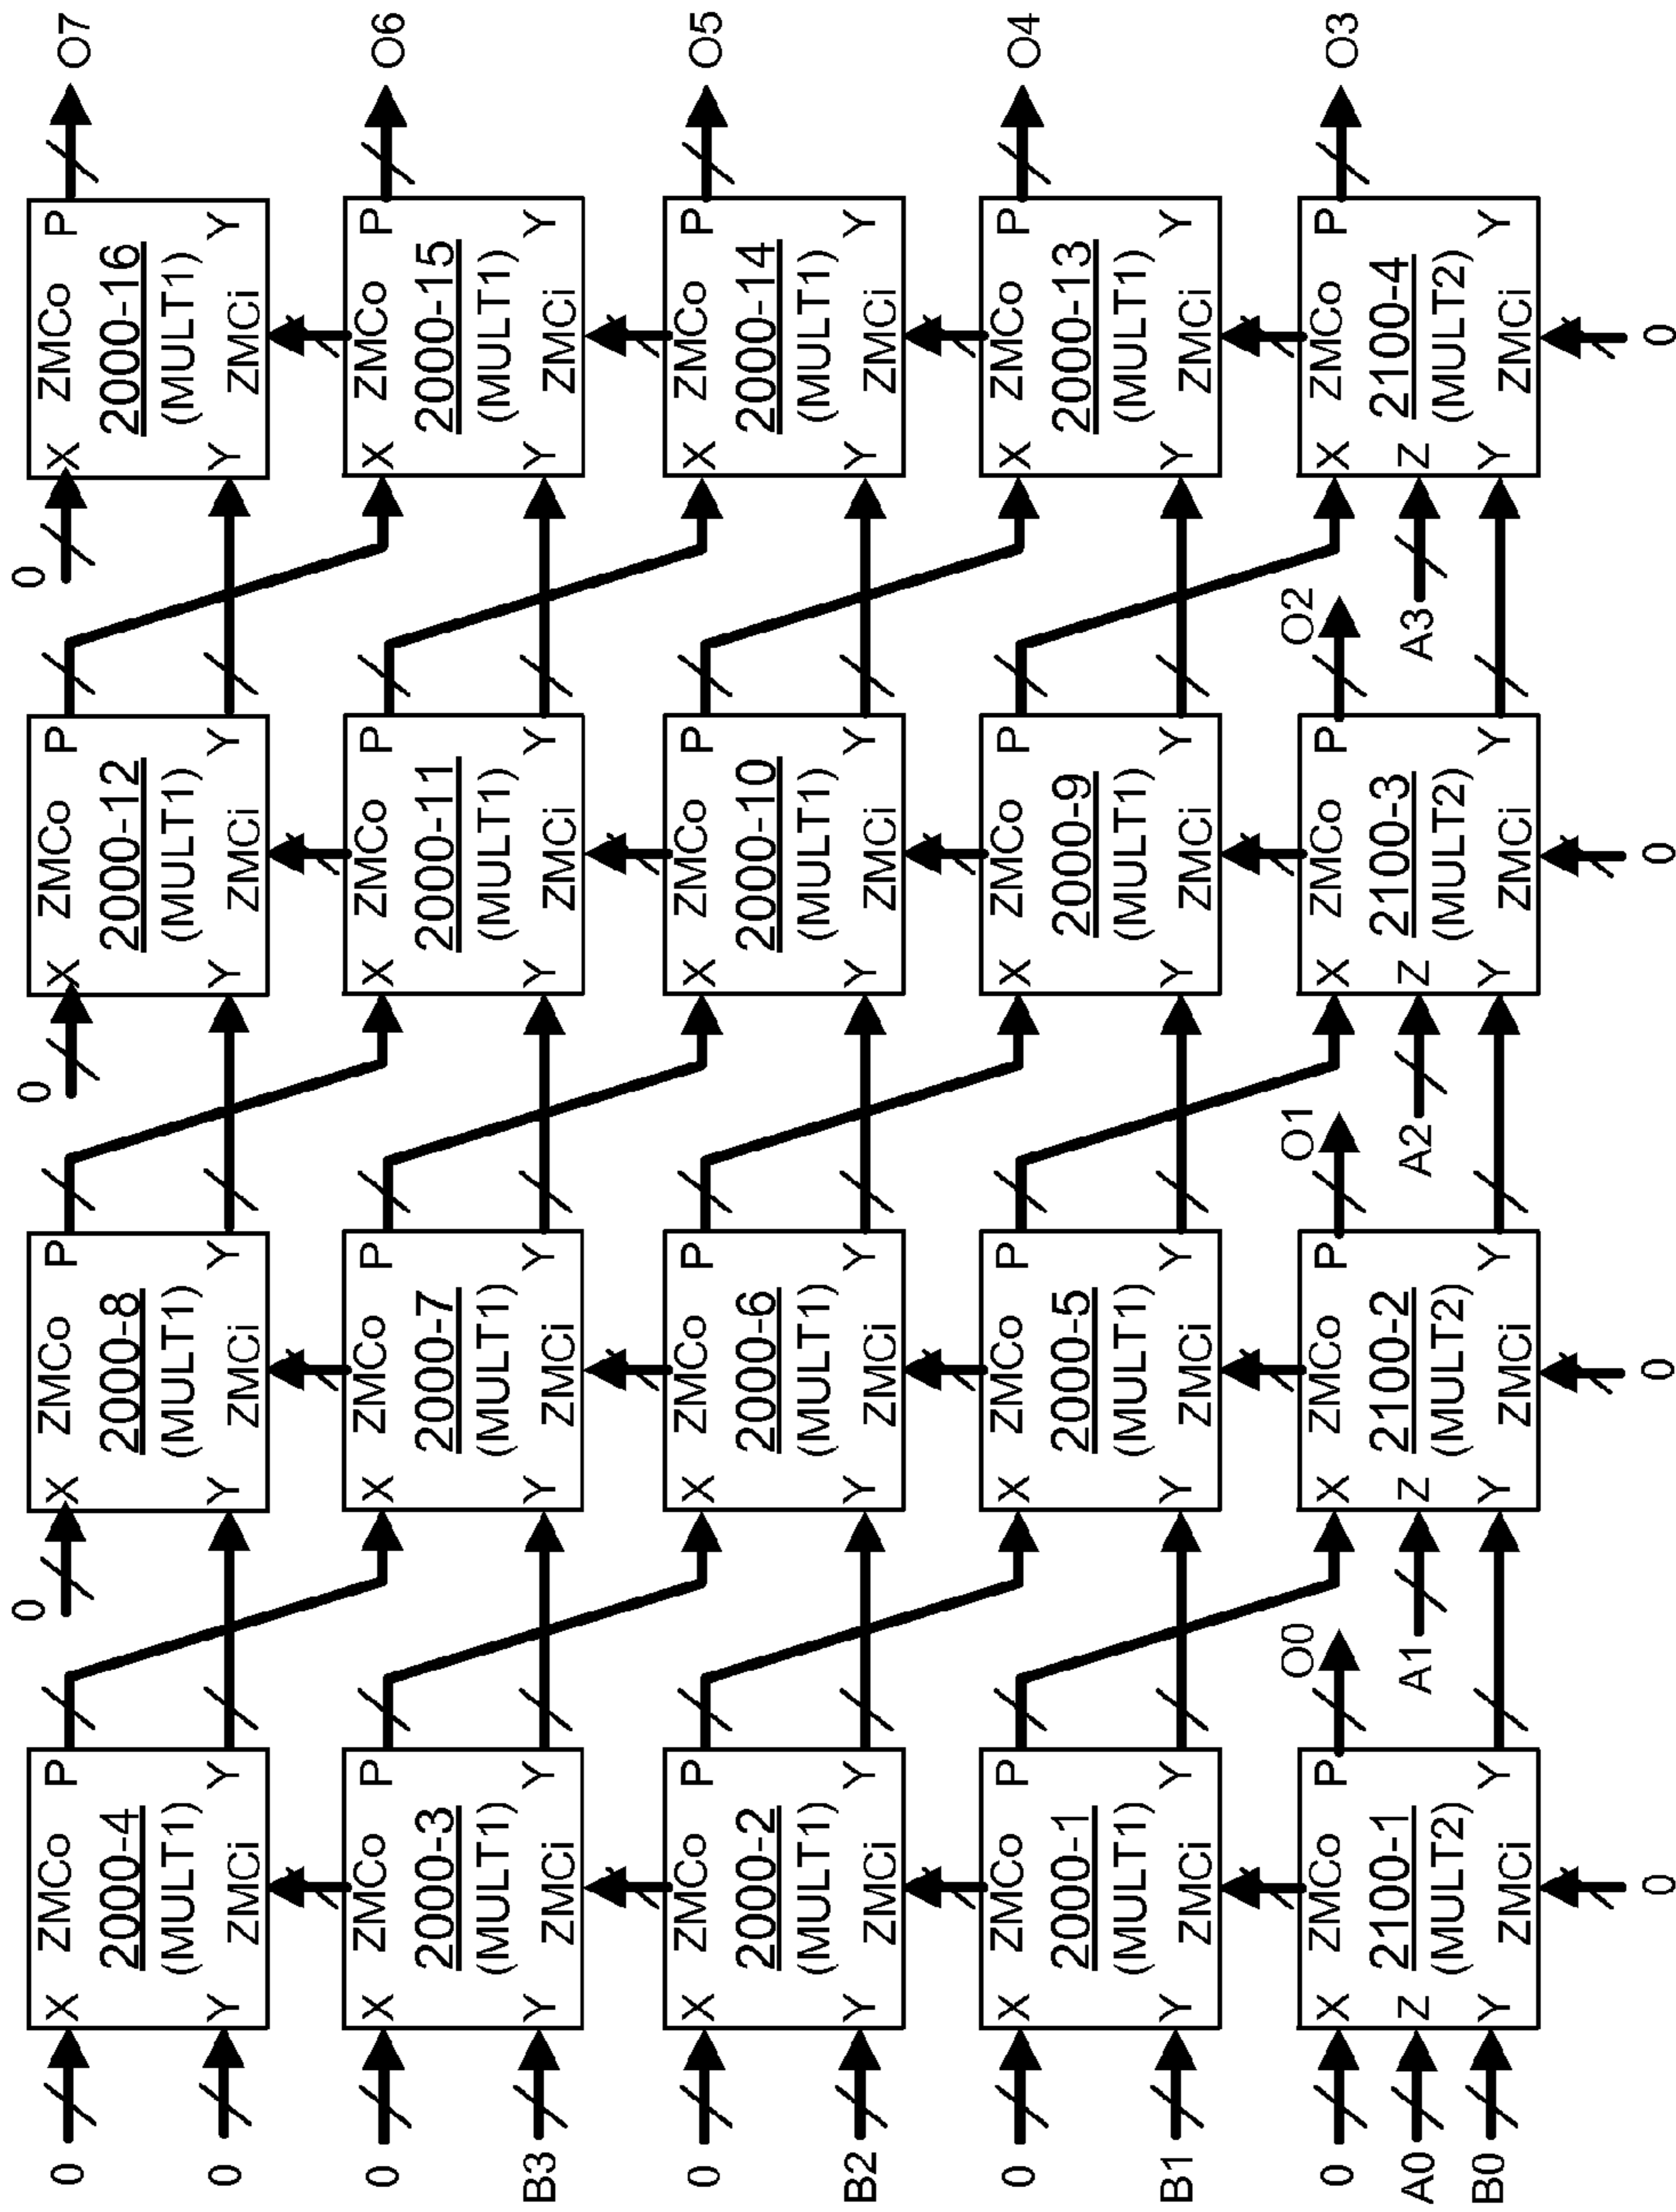 0 0 0
0 X ZMCo P X ZMCo P X ZMCo P X ZMCo P O7
2000-4 2000-8 2000-12 2000-16
(MULT1) (MULT1) (MULT1) (MULT1)
0 Y Y Y Y Y Y Y Y
ZMCi ZMCi ZMCi ZMCi
0 X ZMCo P X ZMCo P X ZMCo P X ZMCo P O6
2000-3 2000-7 2000-11 2000-15
(MULT1) (MULT1) (MULT1) (MULT1)
B3 Y Y Y Y Y Y Y Y
ZMCi ZMCi ZMCi ZMCi
0 X ZMCo P X ZMCo P X ZMCo P X ZMCo P O5
2000-2 2000-6 2000-10 2000-14
(MULT1) (MULT1) (MULT1) (MULT1)
B2 Y Y Y Y Y Y Y Y
ZMCi ZMCi ZMCi ZMCi
0 X ZMCo P X ZMCo P X ZMCo P X ZMCo P O4
2000-1 2000-5 2000-9 2000-13
(MULT1) (MULT1) (MULT1) (MULT1)
B1 Y Y Y Y Y Y Y Y
ZMCi ZMCi ZMCi ZMCi
O0 O1 O2
0 X ZMCo P X ZMCo P X ZMCo P X ZMCo P O3
2100-1 2100-2 2100-3 2100-4
A0 Z A1 Z A2 Z A3 Z
(MULT2) (MULT2) (MULT2) (MULT2)
B0 Y Y Y Y Y Y Y Y
ZMCi ZMCi ZMCi ZMCi
0 0 0 0